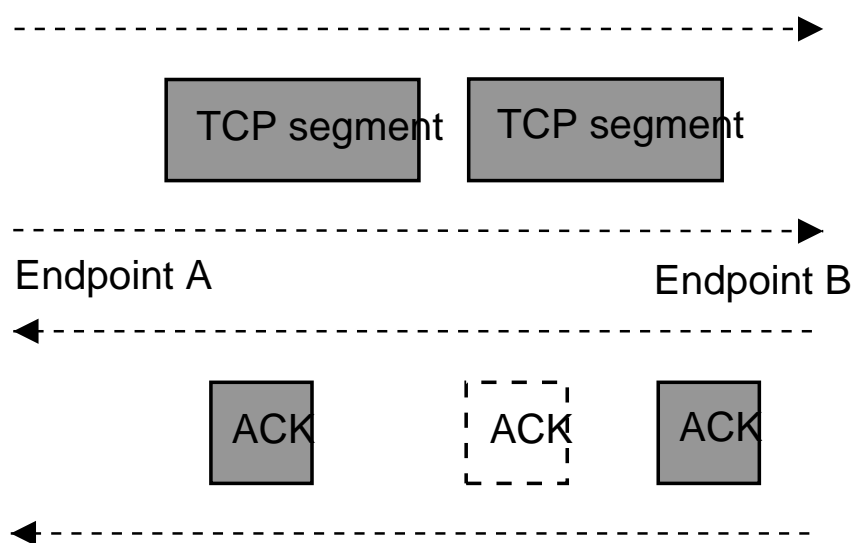 TCP segment
TCP segment
Endpoint A
Endpoint B
ACK
ACK
ACK